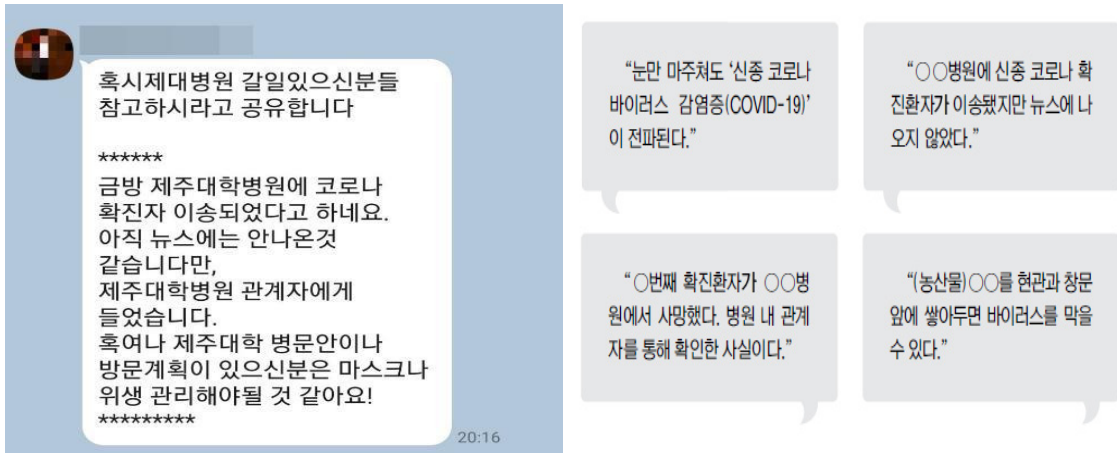 혹시제대병원 갈일있으신분들
참고하시라고 공유합니다
******
금방 제주대학병원에 코로나
확진자 이송되었다고 하네요.
아직 뉴스에는 안나온것
같습니다만,
제주대학병원 관계자에게
들었습니다.
혹여나 제주대학 병문안이나
방문계획이 있으신분은 마스크나
위생 관리해야될 것 같아요!
*********
20:16
“눈만 마주쳐도 ‘신종 코로나
바이러스 감염증(COVID-19)’
이 전파된다.”
“○○병원에 신종 코로나 확
진환자가 이송됐지만 뉴스에 나
오지 않았다.”
“○번째 확진환자가 ○○병
원에서 사망했다. 병원 내 관계
자를 통해 확인한 사실이다.”
“(농산물)○○를 현관과 창문
앞에 쌓아두면 바이러스를 막을
수 있다.”